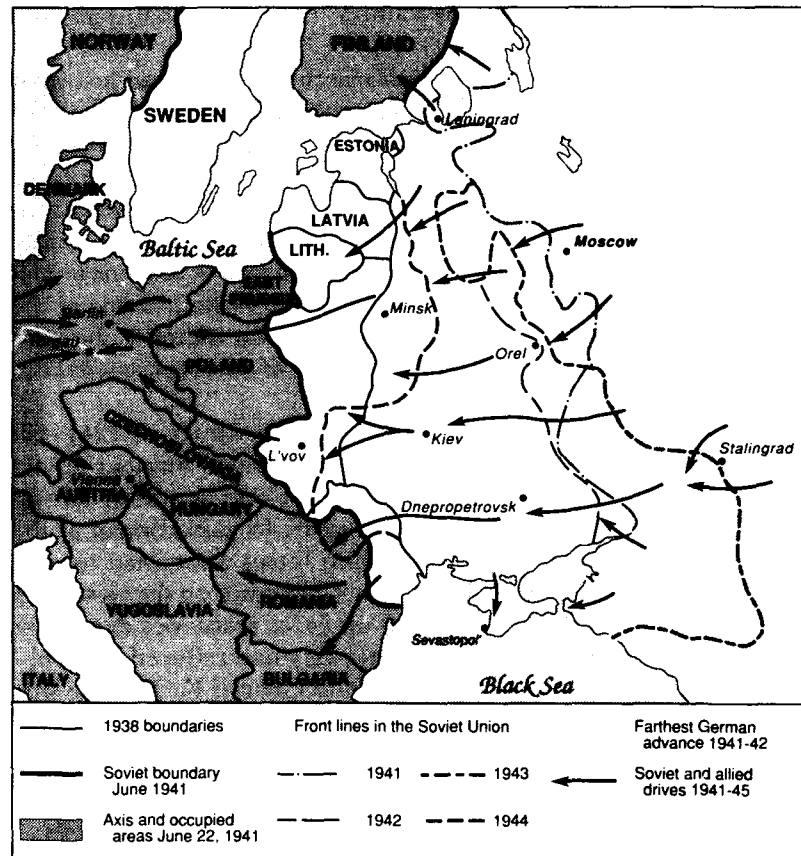 NORWAY
FINLAND
SWEDEN
Leningrad
ESTONIA
DENMARK
LATVIA
Moscow
Baltic Sea
LITH.
EAST
PRUSSIA
Berlin
Minsk
Torgau
POLAND
Orel
CZECHOSLOVAKIA
L'vov
Kiev
Stalingrad
Vienna
AUSTRIA
HUNGARY
Dnepropetrovsk
ROMANIA
YUGOSLAVIA
Sevastopol'
ITALY
BULGARIA
Black Sea
1938 boundaries
Front lines in the Soviet Union
Farthest German
advance 1941-42
Soviet boundary
June 1941
1941
1943
Soviet and allied
drives 1941-45
Axis and occupied
areas June 22, 1941
1942
1944